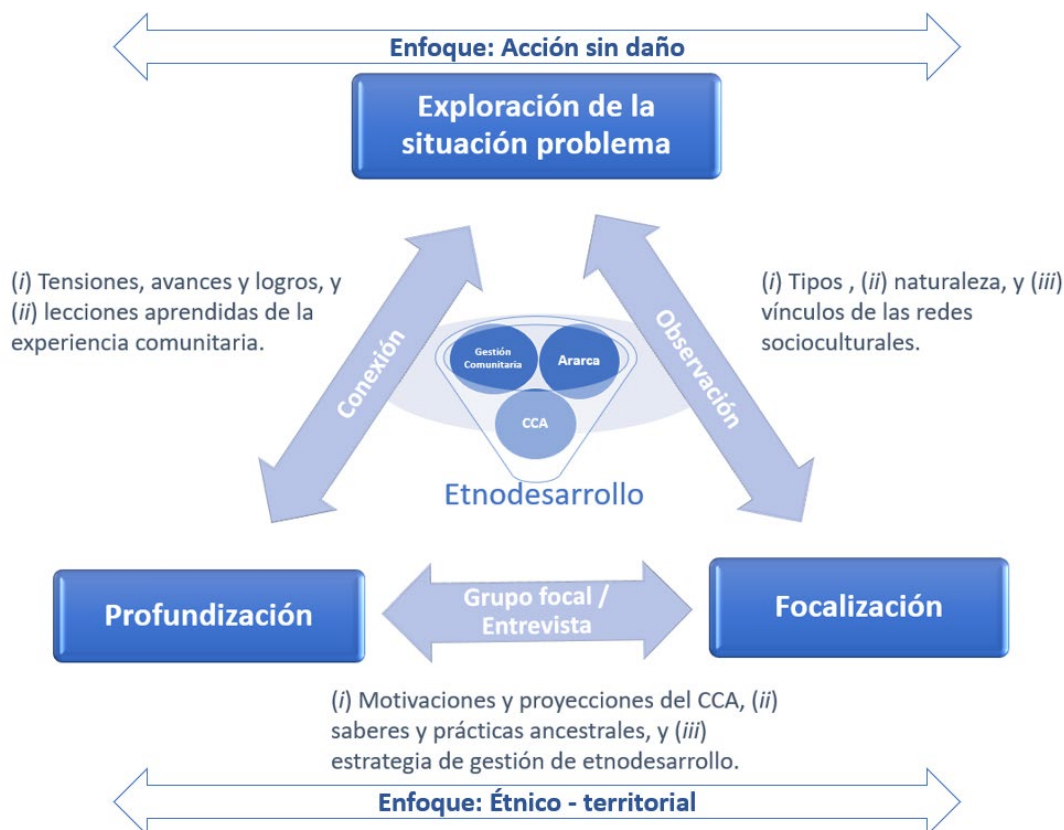 Enfoque: Acción sin daño
Exploración de la
situación problema
(i) Tensiones, avances y logros, y
(ii) lecciones aprendidas de la
experiencia comunitaria.
Conexión
Observación
(i) Tipos , (ii) naturaleza, y (iii)
vínculos de las redes
socioculturales.
Gestión
Comunitaria
Ararca
CCA
Etnodesarrollo
Profundización
Grupo focal /
Entrevista
Focalización
(i) Motivaciones y proyecciones del CCA, (ii)
saberes y prácticas ancestrales, y (iii)
estrategia de gestión de etnodesarrollo.
Enfoque: Étnico - territorial